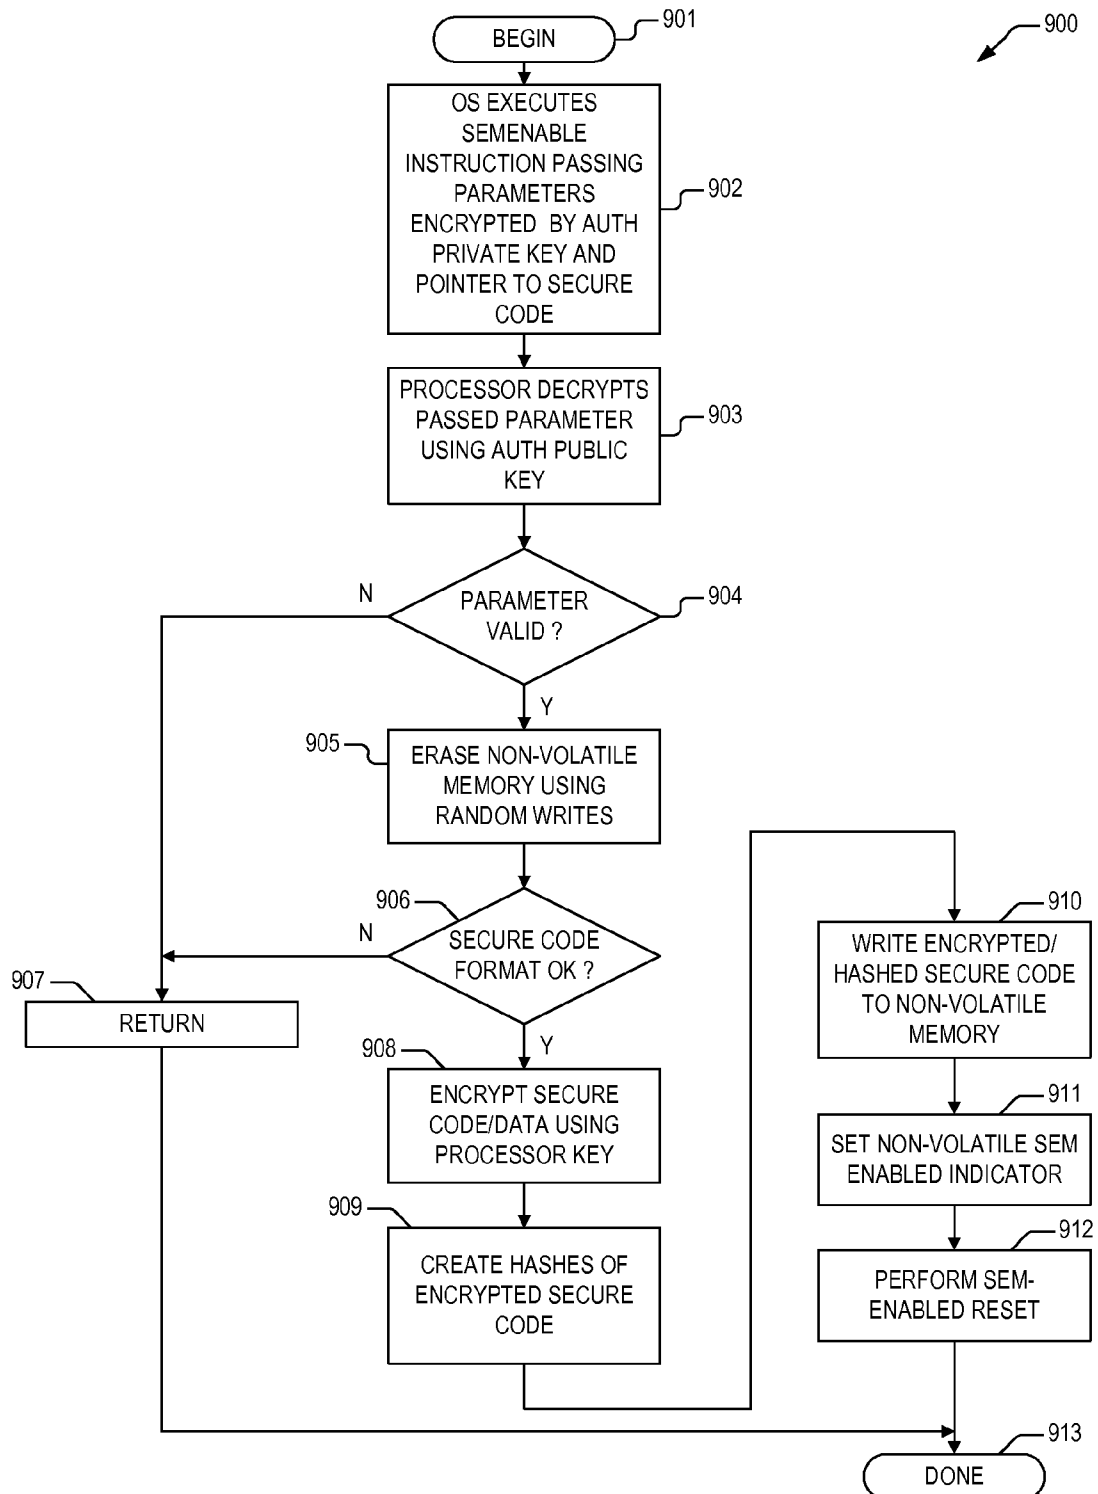 900
BEGIN
901
OS EXECUTES
SEMENABLE
INSTRUCTION PASSING
PARAMETERS
ENCRYPTED BY AUTH
PRIVATE KEY AND
POINTER TO SECURE
CODE
902
PROCESSOR DECRYPTS
PASSED PARAMETER
USING AUTH PUBLIC
KEY
903
PARAMETER
VALID ?
904
N
Y
905
ERASE NON-VOLATILE
MEMORY USING
RANDOM WRITES
906
SECURE CODE
FORMAT OK ?
N
Y
907
RETURN
908
ENCRYPT SECURE
CODE/DATA USING
PROCESSOR KEY
909
CREATE HASHES OF
ENCRYPTED SECURE
CODE
910
WRITE ENCRYPTED/
HASHED SECURE CODE
TO NON-VOLATILE
MEMORY
911
SET NON-VOLATILE SEM
ENABLED INDICATOR
912
PERFORM SEM-
ENABLED RESET
913
DONE